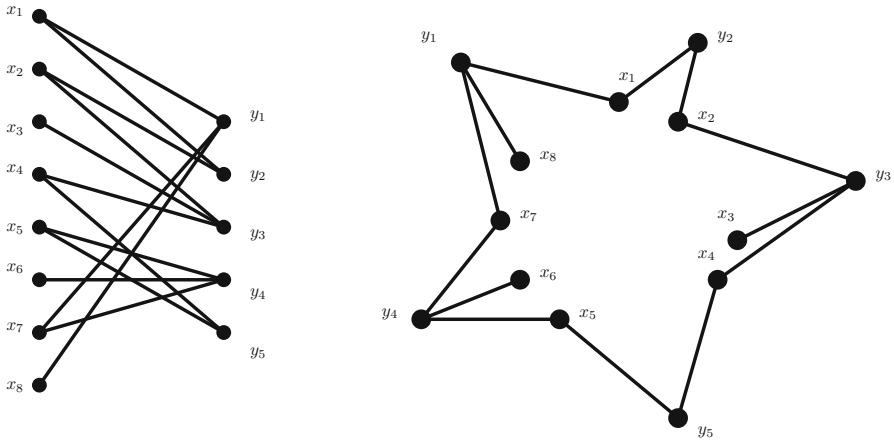 x₁
x₂
x₃
x₄
x₅
x₆
x₇
x₈
y₁
y₂
y₃
y₄
y₅
y₁
y₂
x₁
x₂
x₈
y₃
x₇
x₃
x₄
x₆
y₄
x₅
y₅